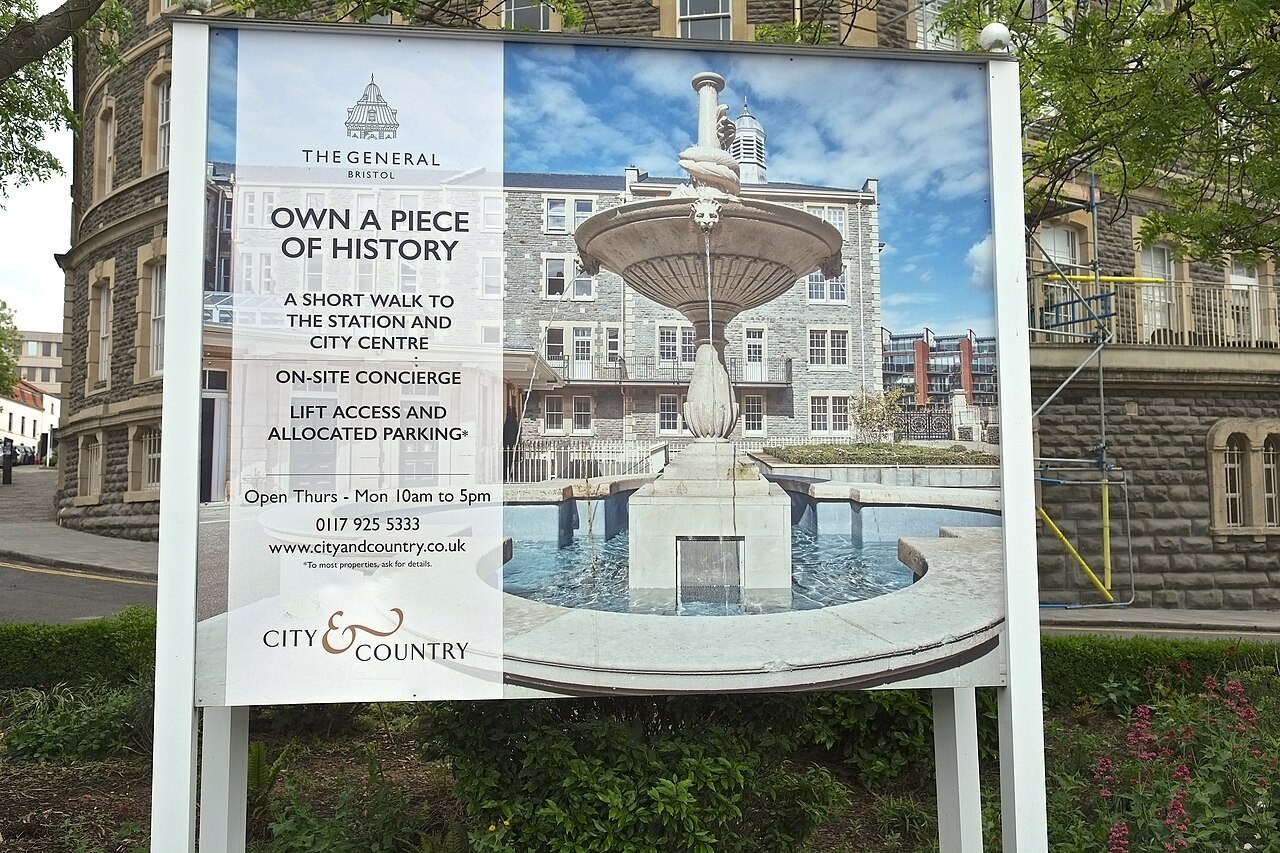 THE GENERAL
BRISTOL
OWN A PIECE
OF HISTORY
A SHORT WALK TO
THE STATION AND
CITY CENTRE
ON-SITE CONCIERGE
LIFT ACCESS AND
ALLOCATED PARKING*
Open Thurs - Mon 10am to 5pm
0117 925 5333
www.cityandcountry.co.uk
*To most properties, ask for details.
CITY &
COUNTRY